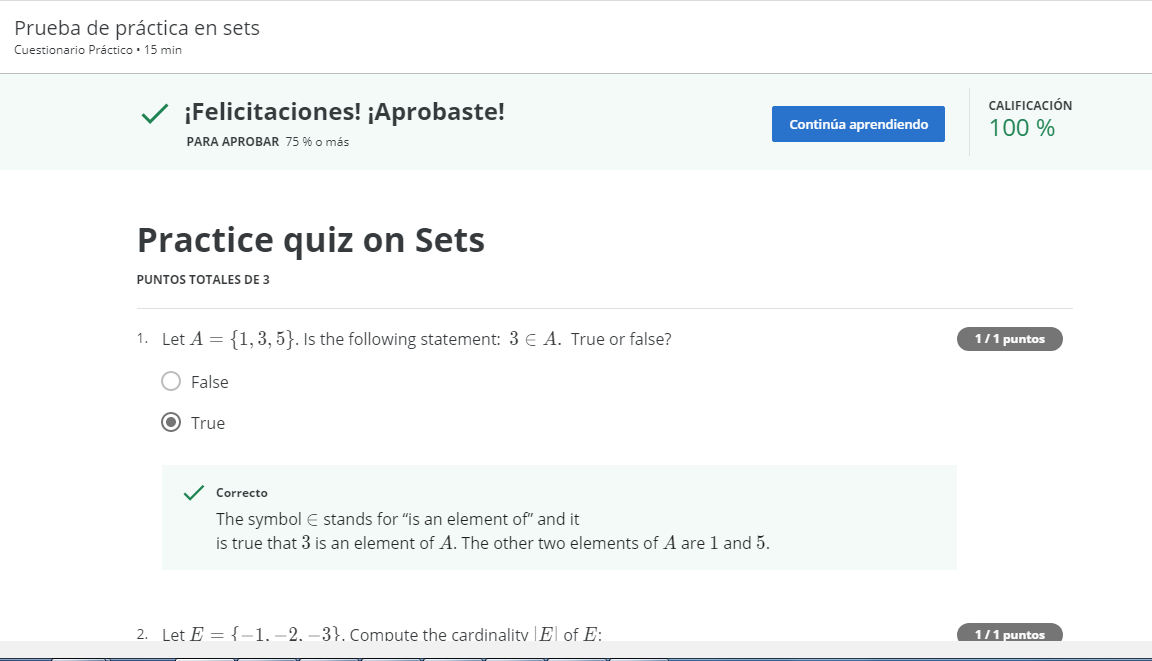 Prueba de práctica en sets
Cuestionario Práctico • 15 min
¡Felicitaciones! ¡Aprobaste!
PARA APROBAR 75 % o más
Continúa aprendiendo
CALIFICACIÓN
100 %
Practice quiz on Sets
PUNTOS TOTALES DE 3
1. Let A = {1, 3, 5}. Is the following statement: 3 ∈ A. True or false?
1 / 1 puntos
False
True
Correcto
The symbol ∈ stands for “is an element of” and it
is true that 3 is an element of A. The other two elements of A are 1 and 5.
2. Let E = {−1, −2, −3}. Compute the cardinality |E| of E:
1 / 1 puntos